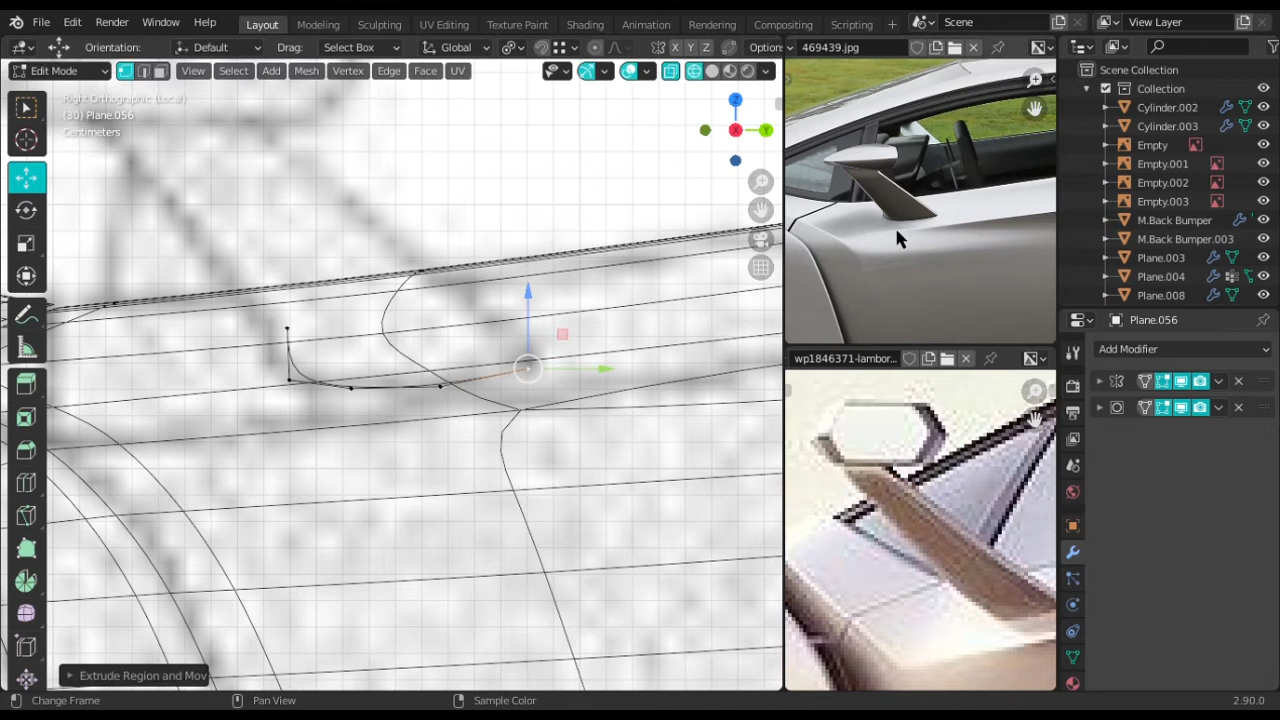 File Edit Render Window Help Layout Modeling Sculpting UV Editing Texture Paint Shading Animation Rendering Compositing Scripting + Scene View Layer
Orientation: Default Drag: Select Box Global X Y Z Options 469439.jpg
Edit Mode View Select Add Mesh Vertex Edge Face UV
Right Orthographic (Local)
(30) Plane.056
Centimeters
Z
X
Y
Scene Collection
Collection
Cylinder.002
Cylinder.003
Empty
Empty.001
Empty.002
Empty.003
M.Back Bumper
M.Back Bumper.003
Plane.003
Plane.004
Plane.008
Plane.056
Add Modifier
wp1846371-lambor...
Extrude Region and Mov
Change Frame Pan View Sample Color 2.90.0